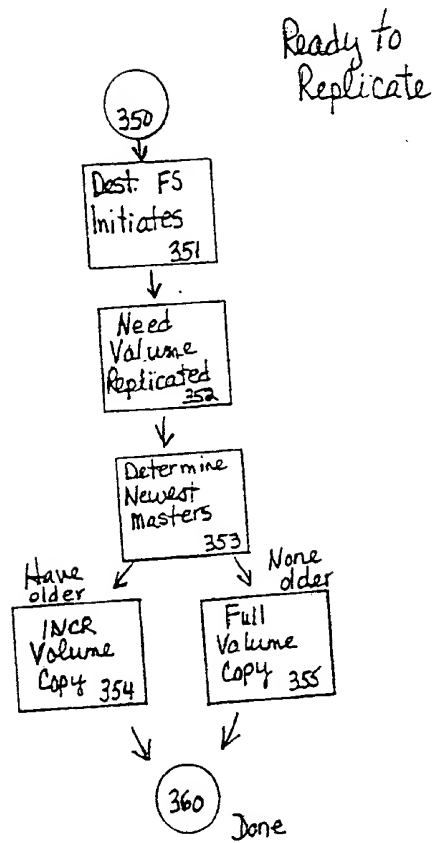 Ready to
Replicate
350
Dest. FS
Initiates
351
Need
Volume
Replicated
352
Determine
Newest
Masters
353
Have
older
None
older
INCR
Volume
Copy 354
Full
Volume
Copy 355
360
Done